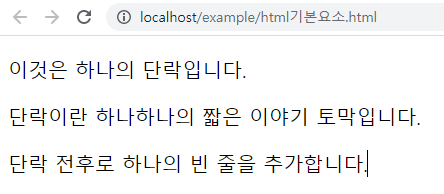 localhost/example/html기본요소.html
이것은 하나의 단락입니다.
단락이란 하나하나의 짧은 이야기 토막입니다.
단락 전후로 하나의 빈 줄을 추가합니다.